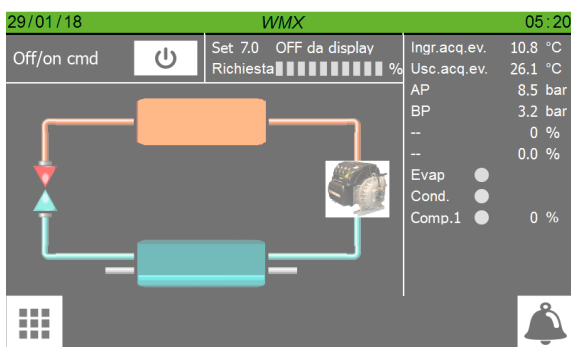 29/01/18 WMX 05:20
Off/on cmd
Set 7.0 OFF da display
Richiesta %
Ingr.acq.ev. 10.8 °C
Usc.acq.ev. 26.1 °C
AP 8.5 bar
BP 3.2 bar
-- 0 %
-- 0.0 %
Evap
Cond.
Comp.1 0 %